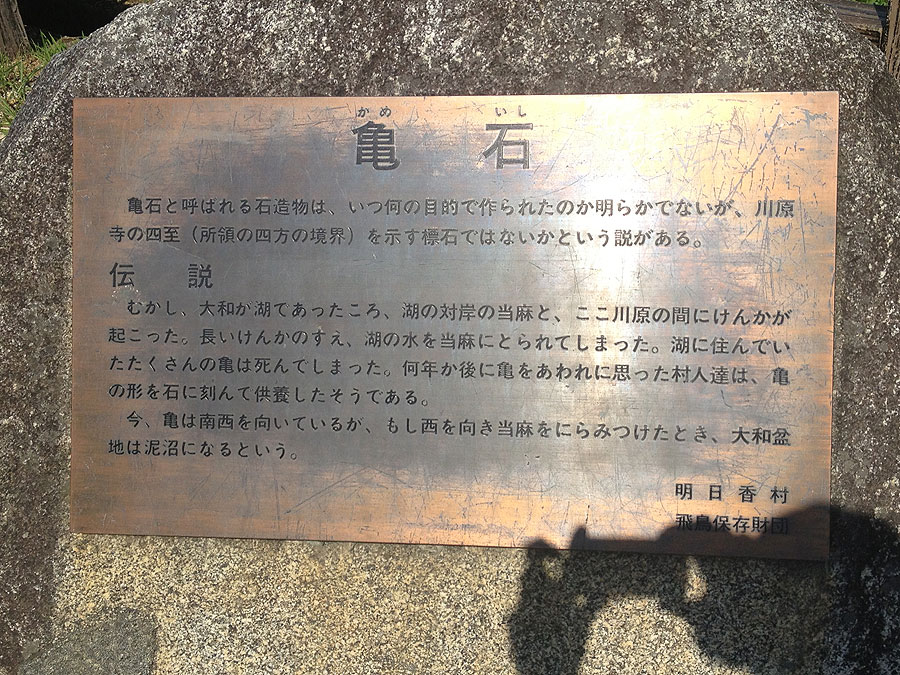 かめ いし
亀 石
亀石と呼ばれる石造物は、いつ何の目的で作られたのか明らかでないが、川原
寺の四至（所領の四方の境界）を示す標石ではないかという説がある。
伝 説
むかし、大和が湖であったころ、湖の対岸の当麻と、ここ川原の間にけんかが
起こった。長いけんかのすえ、湖の水を当麻にとられてしまった。湖に住んでい
たたくさんの亀は死んでしまった。何年か後に亀をあわれに思った村人達は、亀
の形を石に刻んで供養したそうである。
今、亀は南西を向いているが、もし西を向き当麻をにらみつけたとき、大和盆
地は泥沼になるという。
明日香村
飛鳥保存財団